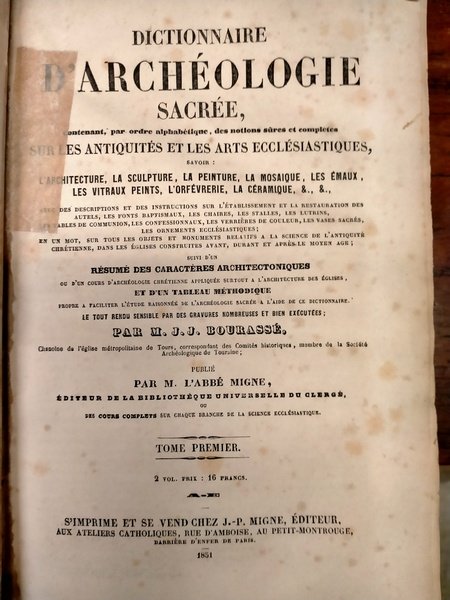 DICTIONNAIRE
D'ARCHÉOLOGIE
SACRÉE,
contenant, par ordre alphabétique, des notions sûres et complètes
SUR LES ANTIQUITÉS ET LES ARTS ECCLÉSIASTIQUES,
SAVOIR :
L'ARCHITECTURE, LA SCULPTURE, LA PEINTURE, LA MOSAIQUE, LES ÉMAUX,
LES VITRAUX PEINTS, L'ORFÉVRERIE, LA CÉRAMIQUE, &., &.,
AVEC DES DESCRIPTIONS ET DES INSTRUCTIONS SUR L'ÉTABLISSEMENT ET LA RESTAURATION DES
AUTELS, LES FONTS BAPTISMAUX, LES CHAIRES, LES STALLES, LES LUTRINS,
LES TABLES DE COMMUNION, LES CONFESSIONNAUX, LES VERRIÈRES DE COULEUR, LES VASES SACRÉS,
LES ORNEMENTS ECCLÉSIASTIQUES ;
EN UN MOT, SUR TOUS LES OBJETS ET MONUMENTS RELATIFS A LA SCIENCE DE L'ANTIQUITÉ
CHRÉTIENNE, DANS LES ÉGLISES CONSTRUITES AVANT, DURANT ET APRÈS LE MOYEN AGE ;
SUIVI D'UN
RÉSUMÉ DES CARACTÈRES ARCHITECTONIQUES
OU D'UN COURS D'ARCHÉOLOGIE CHRÉTIENNE APPLIQUÉE SURTOUT A L'ARCHITECTURE DES ÉGLISES,
ET D'UN TABLEAU MÉTHODIQUE
PROPRE A FACILITER L'ÉTUDE RAISONNÉE DE L'ARCHÉOLOGIE SACRÉE A L'AIDE DE CE DICTIONNAIRE.
LE TOUT RENDU SENSIBLE PAR DES GRAVURES NOMBREUSES ET BIEN EXÉCUTÉES ;
PAR M. J. J. BOURASSÉ,
Chanoine de l'église métropolitaine de Tours, correspondant des Comités historiques, membre de la Société
Archéologique de Touraine ;
PUBLIÉ
PAR M. L'ABBÉ MIGNE,
ÉDITEUR DE LA BIBLIOTHÈQUE UNIVERSELLE DU CLERGÉ,
OU
DES COURS COMPLETS SUR CHAQUE BRANCHE DE LA SCIENCE ECCLÉSIASTIQUE.
TOME PREMIER.
2 VOL. PRIX : 16 FRANCS.
S'IMPRIME ET SE VEND CHEZ J.-P. MIGNE, ÉDITEUR,
AUX ATELIERS CATHOLIQUES, RUE D'AMBOISE, AU PETIT-MONTROUGE,
BARRIÈRE D'ENFER DE PARIS.
1851